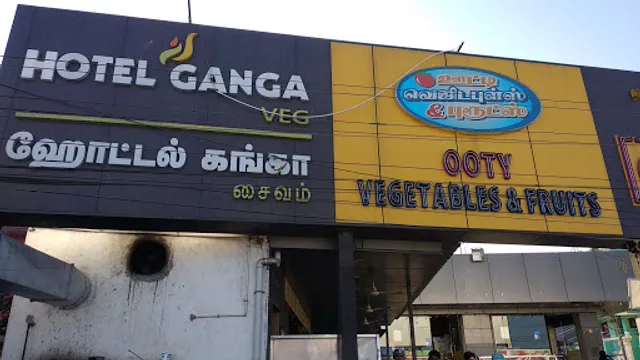 HOTEL GANGA
VEG
ஹோட்டல் கங்கா
சைவம்
ஊட்டி
வெஜிடபுள்ஸ்
& புரூட்ஸ்
OOTY
VEGETABLES & FRUITS